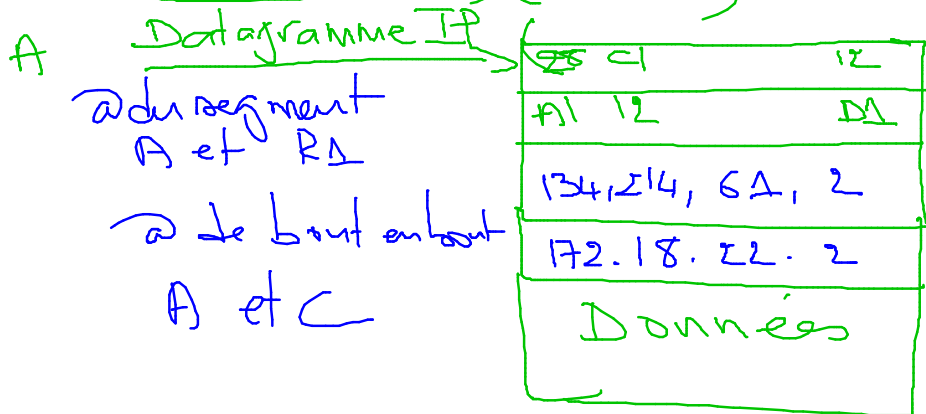 A Datagramme IP
C1 12
@ du segment
A1 12 D1
A et R1
134,214, 61, 2
@ de bout en bout
172.18.22.2
A et C
Données